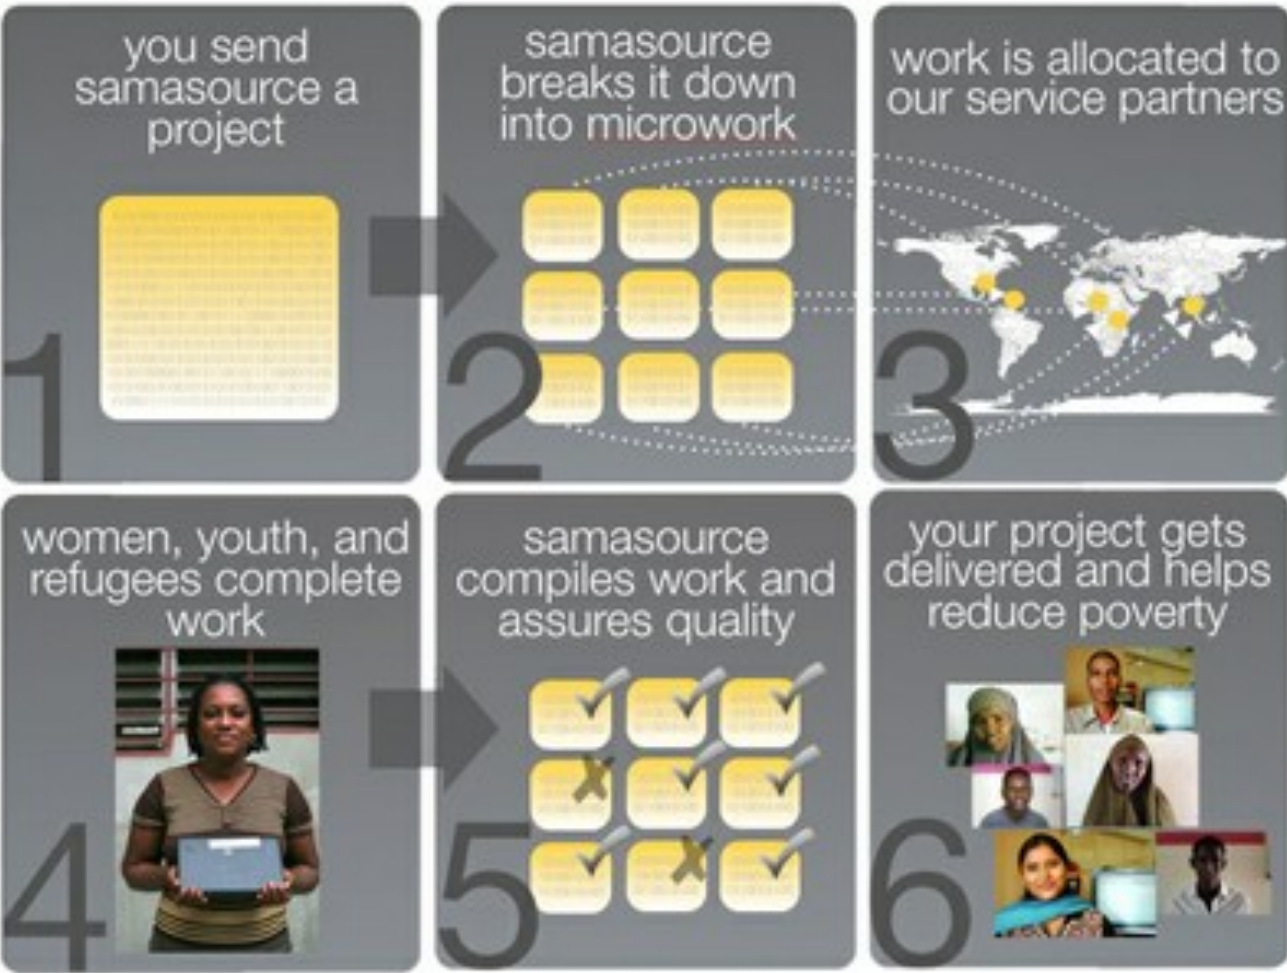 you send
samasource a
project
1
samasource
breaks it down
into microwork
2
work is allocated to
our service partners
3
women, youth, and
refugees complete
work
4
samasource
compiles work and
assures quality
5
your project gets
delivered and helps
reduce poverty
6